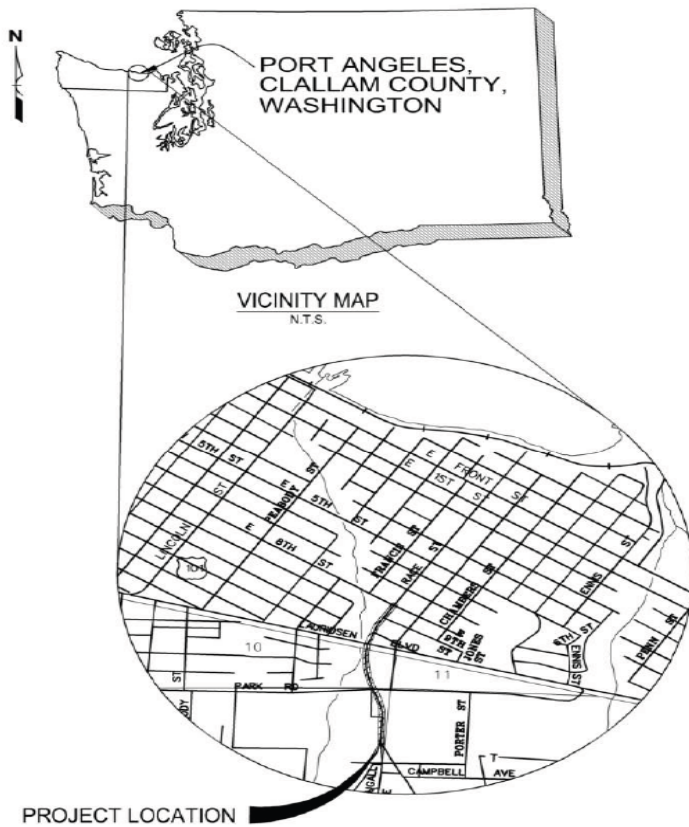 N
PORT ANGELES,
CLALLAM COUNTY,
WASHINGTON
VICINITY MAP
N.T.S.
5TH ST
LINCOLN ST
101
E PEABODY ST
E 5TH ST
E 8TH ST
E FRONT ST
E 1ST S
FRANCIS ST
RACE ST
CHAMBERS ST
ENNIS ST
LAURIDSEN BLVD
9TH ST
JONES ST
6TH ST
ENNIS ST
PENN ST
10
11
PARK RD
ST
PORTER ST
T
CAMPBELL AVE
PROJECT LOCATION